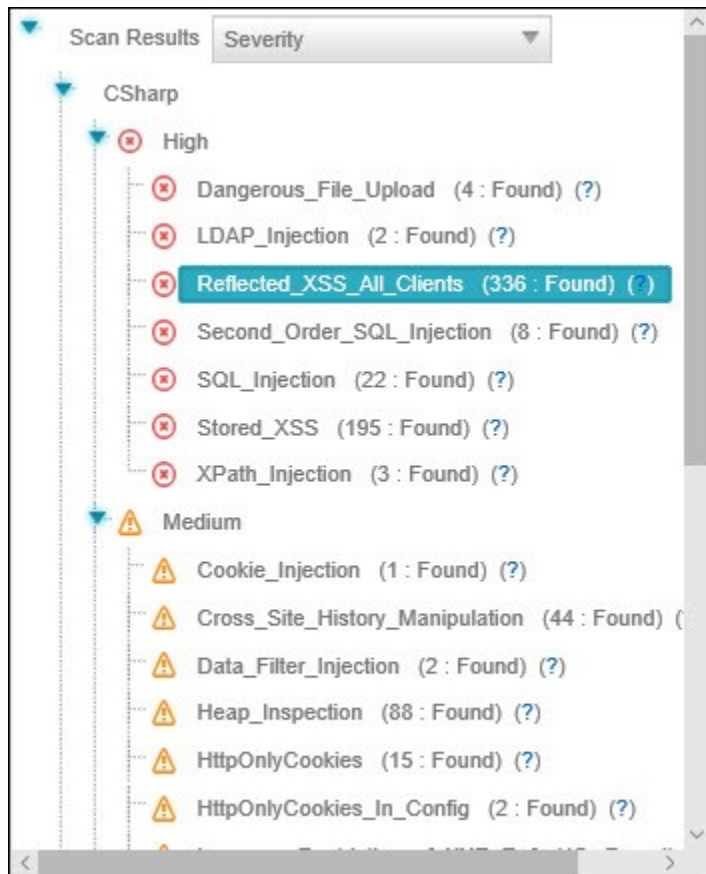 Scan Results Severity
CSharp
High
Dangerous_File_Upload (4 : Found) (?)
LDAP_Injection (2 : Found) (?)
Reflected_XSS_All_Clients (336 : Found) (?)
Second_Order_SQL_Injection (8 : Found) (?)
SQL_Injection (22 : Found) (?)
Stored_XSS (195 : Found) (?)
XPath_Injection (3 : Found) (?)
Medium
Cookie_Injection (1 : Found) (?)
Cross_Site_History_Manipulation (44 : Found) (
Data_Filter_Injection (2 : Found) (?)
Heap_Inspection (88 : Found) (?)
HttpOnlyCookies (15 : Found) (?)
HttpOnlyCookies_In_Config (2 : Found) (?)